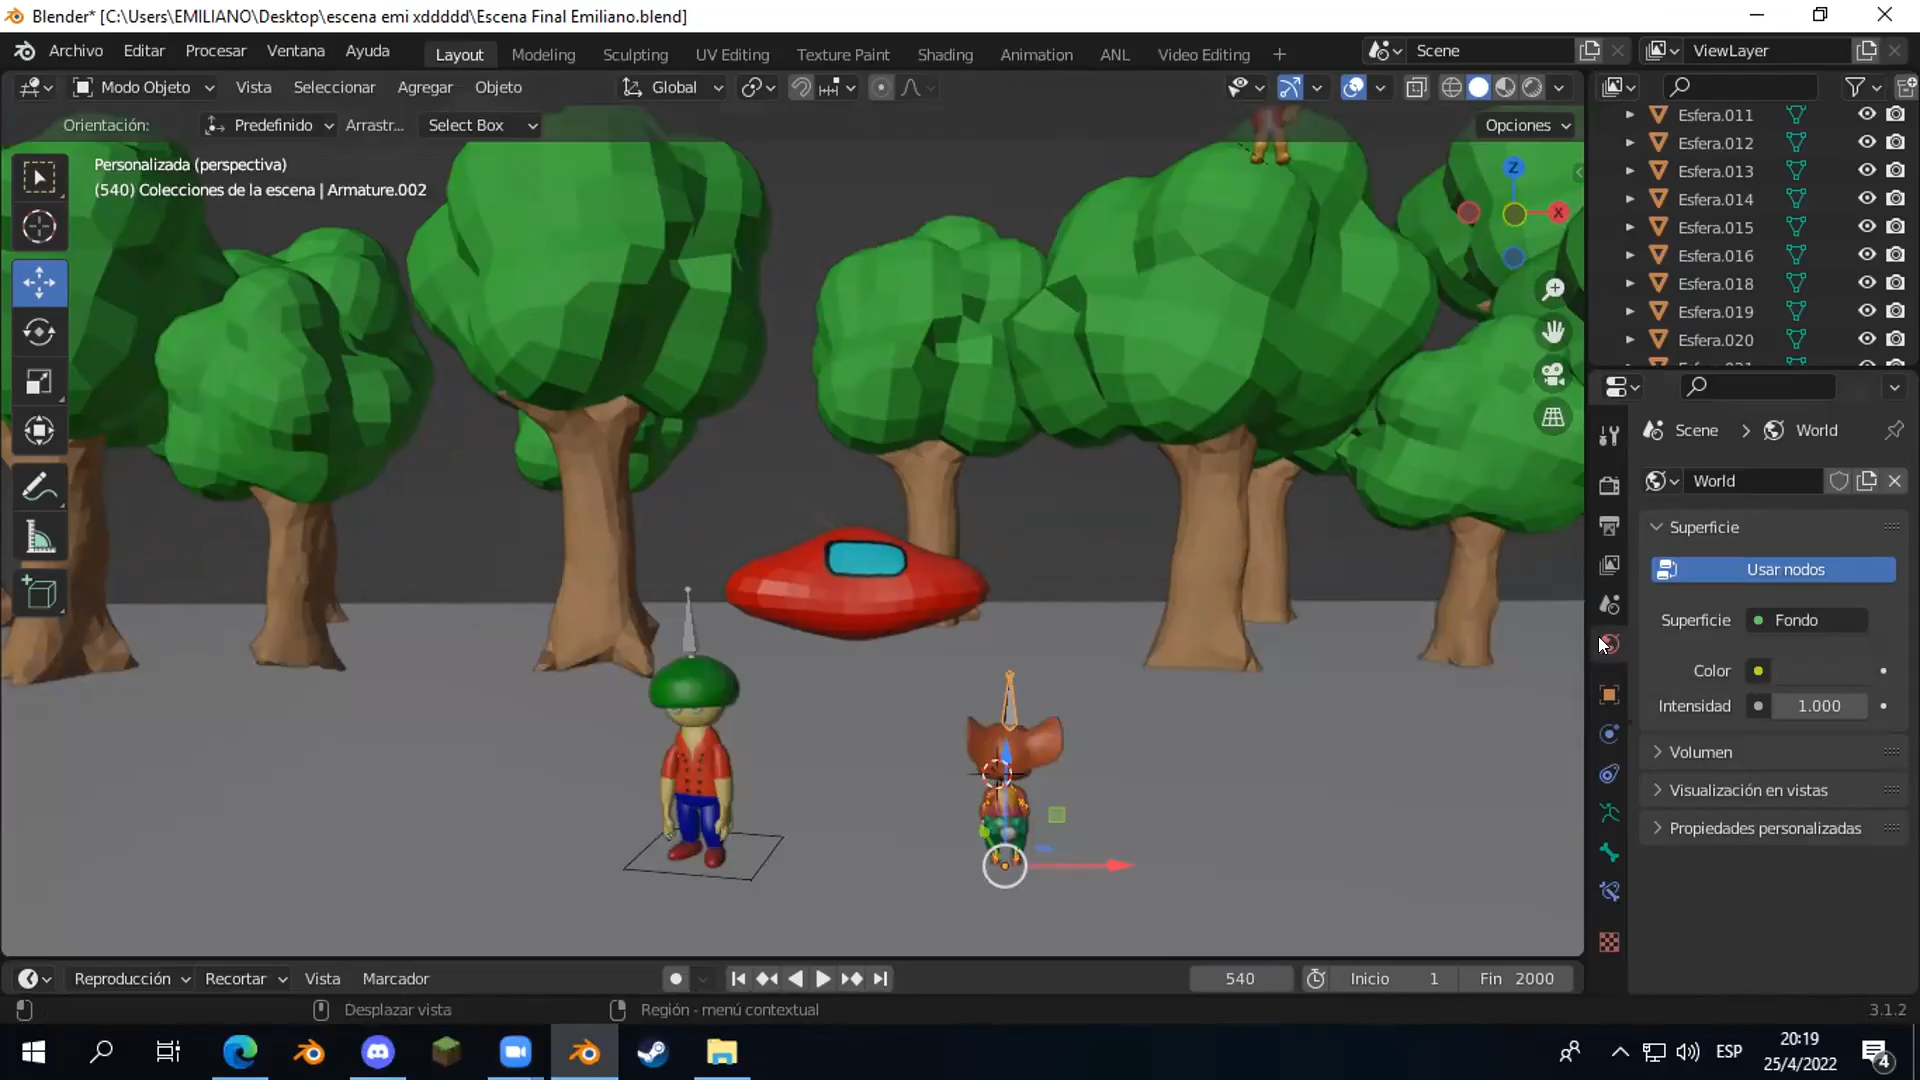 Blender* [C:\Users\EMILIANO\Desktop\escena emi xddddd\Escena Final Emiliano.blend]
Archivo Editar Procesar Ventana Ayuda Layout Modeling Sculpting UV Editing Texture Paint Shading Animation ANL Video Editing + Scene ViewLayer
Modo Objeto Vista Seleccionar Agregar Objeto Global
Orientación: Predefinido Arrastr... Select Box Opciones
Personalizada (perspectiva)
(540) Colecciones de la escena | Armature.002
Z
X
Esfera.011
Esfera.012
Esfera.013
Esfera.014
Esfera.015
Esfera.016
Esfera.018
Esfera.019
Esfera.020
Scene > World
World
Superficie
Usar nodos
Superficie Fondo
Color
Intensidad 1.000
Volumen
Visualización en vistas
Propiedades personalizadas
Reproducción Recortar Vista Marcador 540 Inicio 1 Fin 2000
Desplazar vista Región - menú contextual 3.1.2
ESP
20:19
25/4/2022
4